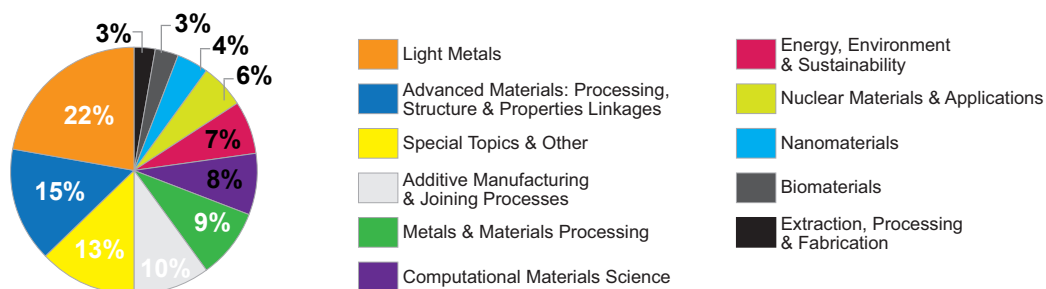 3%
3%
4%
6%
22%
7%
15%
8%
9%
13%
10%
Light Metals
Advanced Materials: Processing,
Structure & Properties Linkages
Special Topics & Other
Additive Manufacturing
& Joining Processes
Metals & Materials Processing
Computational Materials Science
Energy, Environment
& Sustainability
Nuclear Materials & Applications
Nanomaterials
Biomaterials
Extraction, Processing
& Fabrication